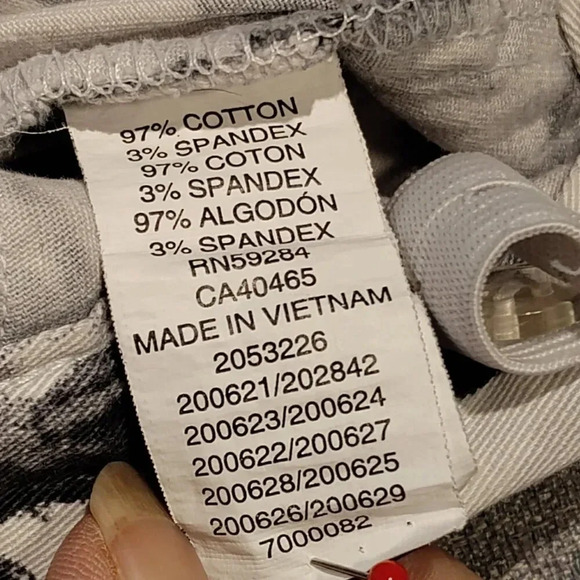 97% COTTON
3% SPANDEX
97% COTON
3% SPANDEX
97% ALGODÓN
3% SPANDEX
RN59284
CA40465
MADE IN VIETNAM
2053226
200621/202842
200623/200624
200622/200627
200628/200625
200626/200629
7000082